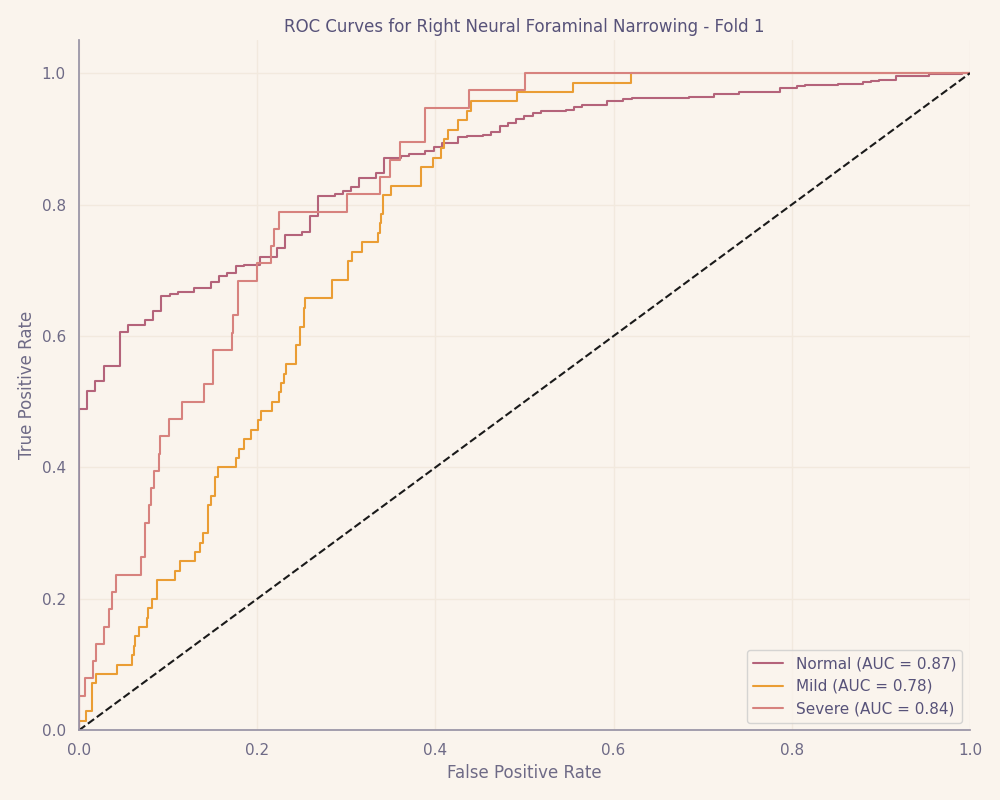 ROC Curves for Right Neural Foraminal Narrowing - Fold 1
True Positive Rate
1.0
0.8
0.6
0.4
0.2
0.0
0.0 0.2 0.4 0.6 0.8 1.0
False Positive Rate
Normal (AUC = 0.87)
Mild (AUC = 0.78)
Severe (AUC = 0.84)